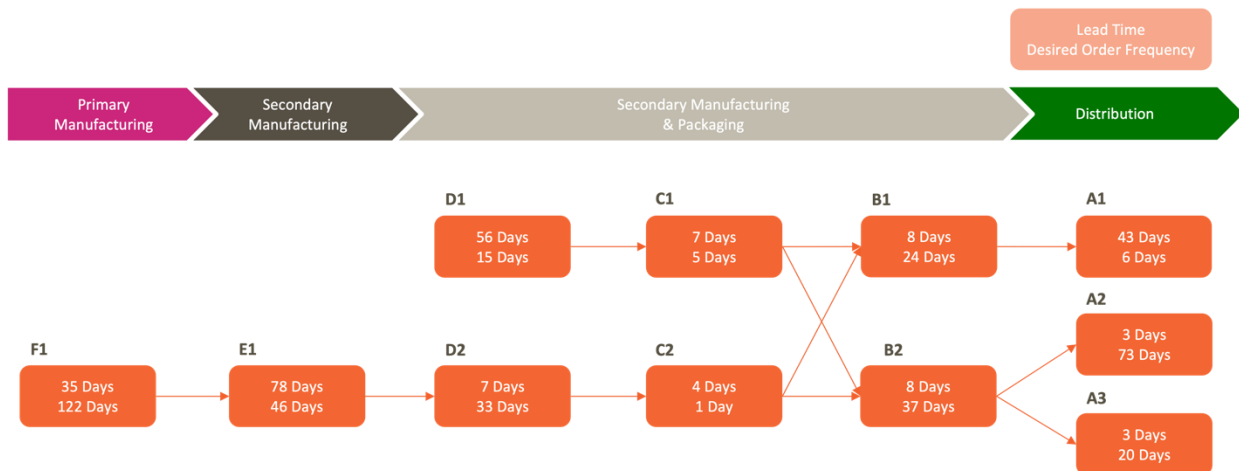 Lead Time
Desired Order Frequency
Primary
Manufacturing
Secondary
Manufacturing
Secondary Manufacturing
& Packaging
Distribution
D1
56 Days
15 Days
C1
7 Days
5 Days
B1
8 Days
24 Days
A1
43 Days
6 Days
A2
3 Days
73 Days
F1
35 Days
122 Days
E1
78 Days
46 Days
D2
7 Days
33 Days
C2
4 Days
1 Day
B2
8 Days
37 Days
A3
3 Days
20 Days